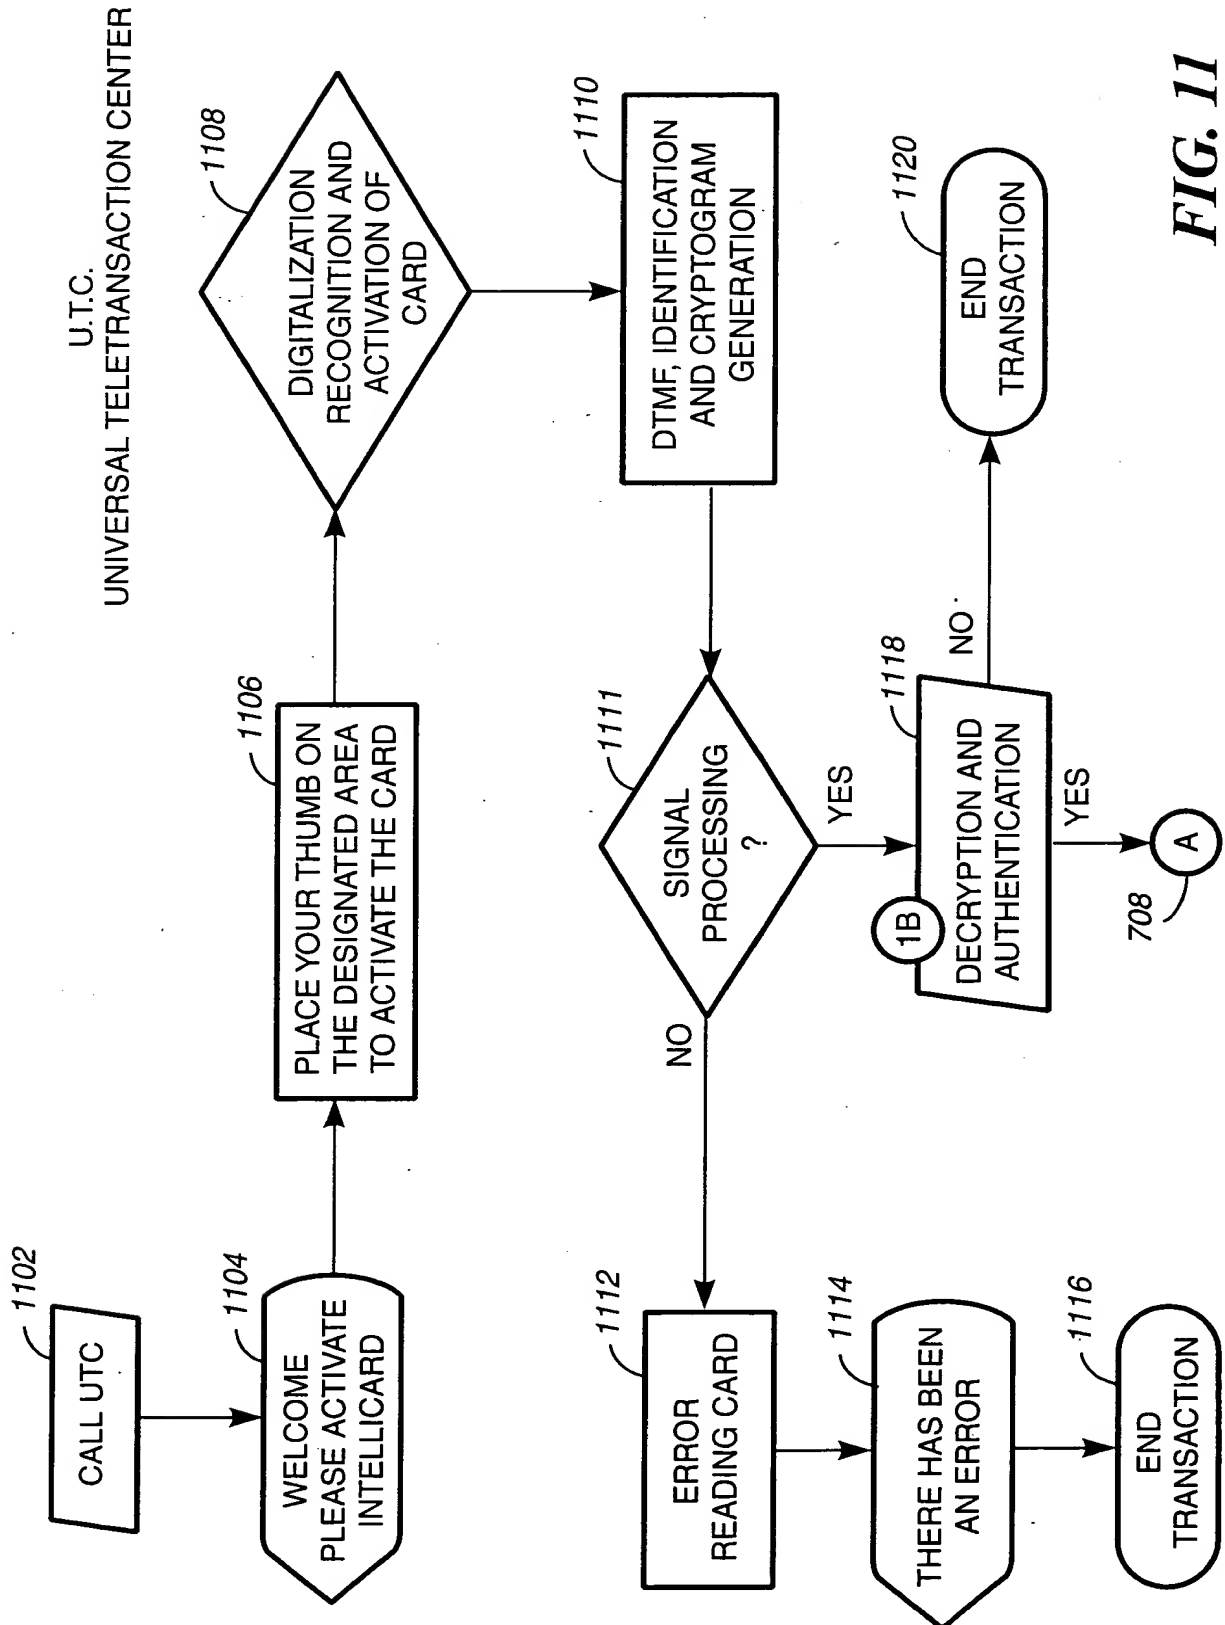 U.T.C.
UNIVERSAL TELETRANSACTION CENTER
1102
CALL UTC
1104
WELCOME
PLEASE ACTIVATE
INTELLICARD
1106
PLACE YOUR THUMB ON
THE DESIGNATED AREA
TO ACTIVATE THE CARD
1108
DIGITALIZATION
RECOGNITION AND
ACTIVATION OF
CARD
1110
DTMF, IDENTIFICATION
AND CRYPTOGRAM
GENERATION
1111
SIGNAL
PROCESSING
?
NO
YES
1112
ERROR
READING CARD
1114
THERE HAS BEEN
AN ERROR
1116
END
TRANSACTION
1B
1118
DECRYPTION AND
AUTHENTICATION
NO
YES
1120
END
TRANSACTION
A
708
FIG. 11